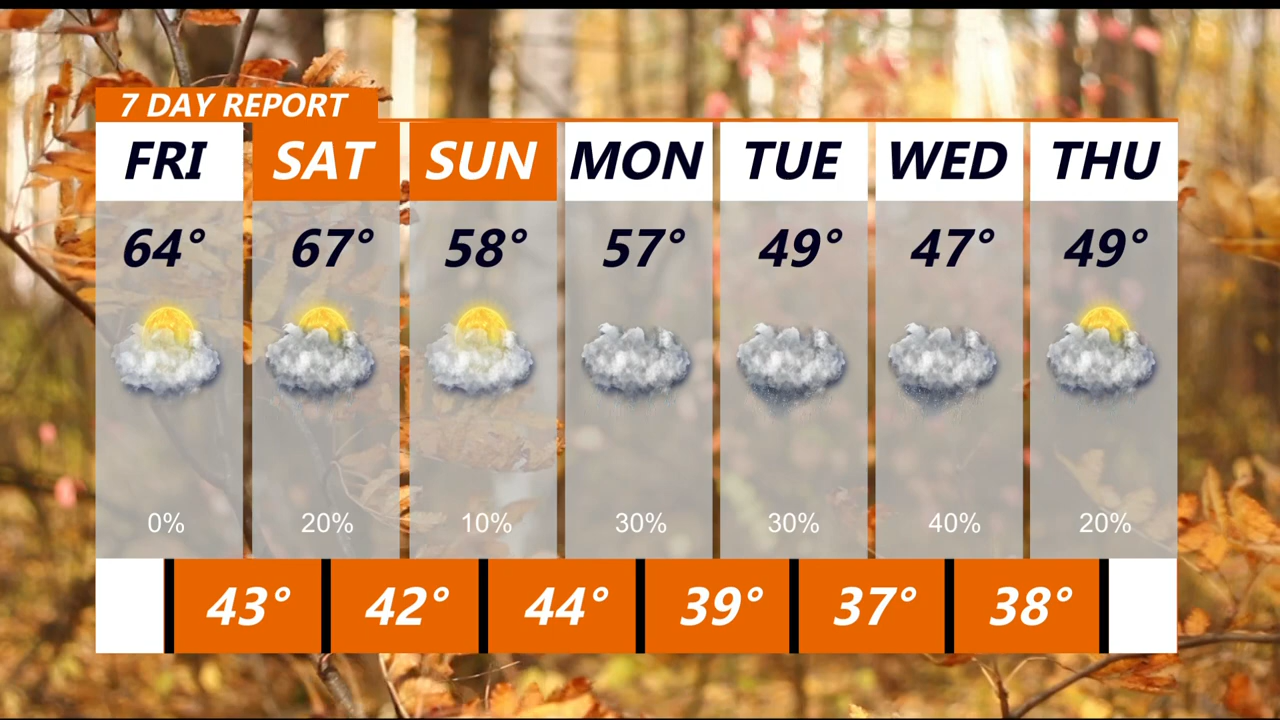 7 DAY REPORT
FRI SAT SUN MON TUE WED THU
64° 67° 58° 57° 49° 47° 49°
0% 20% 10% 30% 30% 40% 20%
43° 42° 44° 39° 37° 38°